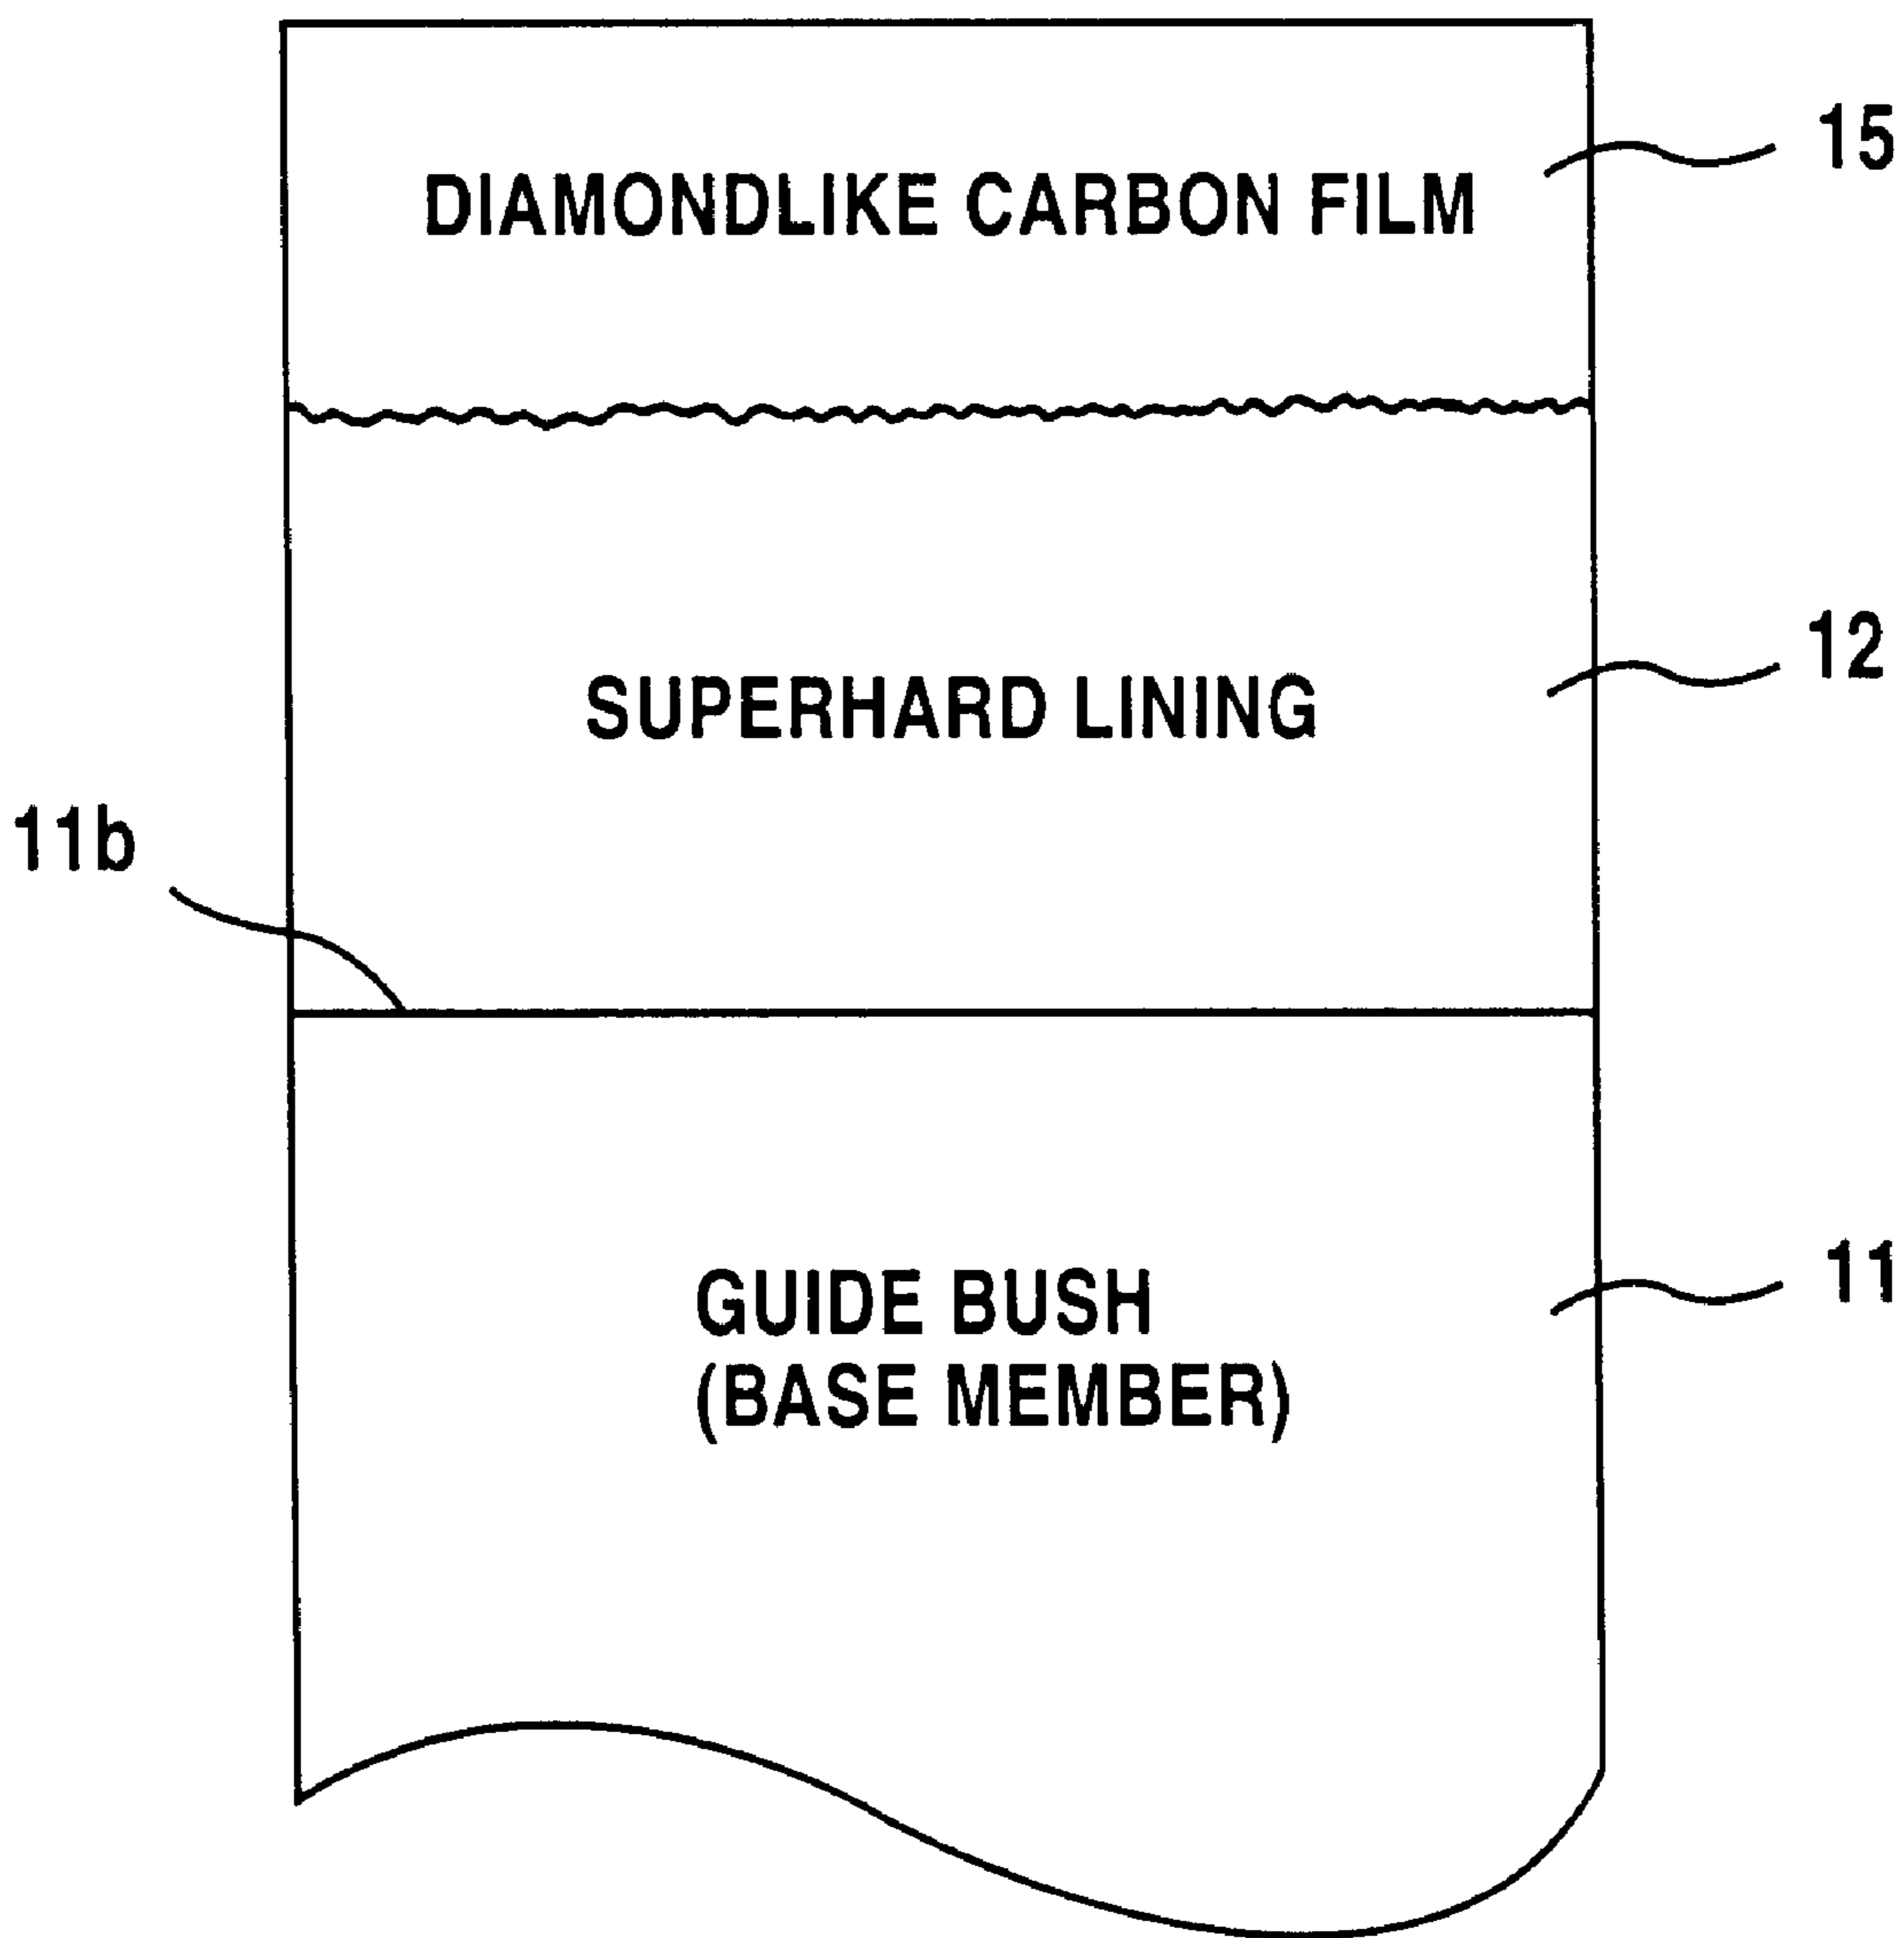 15
DIAMONDLIKE CARBON FILM
12
SUPERHARD LINING
11b
11
GUIDE BUSH
(BASE MEMBER)